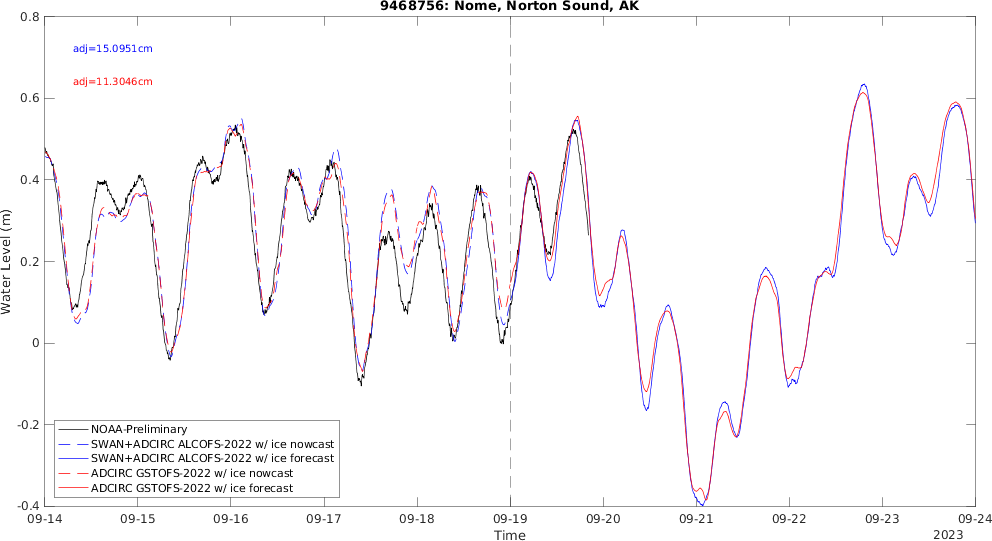 9468756: Nome, Norton Sound, AK
0.8
adj=15.0951cm
adj=11.3046cm
0.6
0.4
Water Level (m)
0.2
0
-0.2
NOAA-Preliminary
SWAN+ADCIRC ALCOFS-2022 w/ ice nowcast
SWAN+ADCIRC ALCOFS-2022 w/ ice forecast
ADCIRC GSTOFS-2022 w/ ice nowcast
ADCIRC GSTOFS-2022 w/ ice forecast
-0.4
09-14 09-15 09-16 09-17 09-18 09-19 09-20 09-21 09-22 09-23 09-24
Time 2023